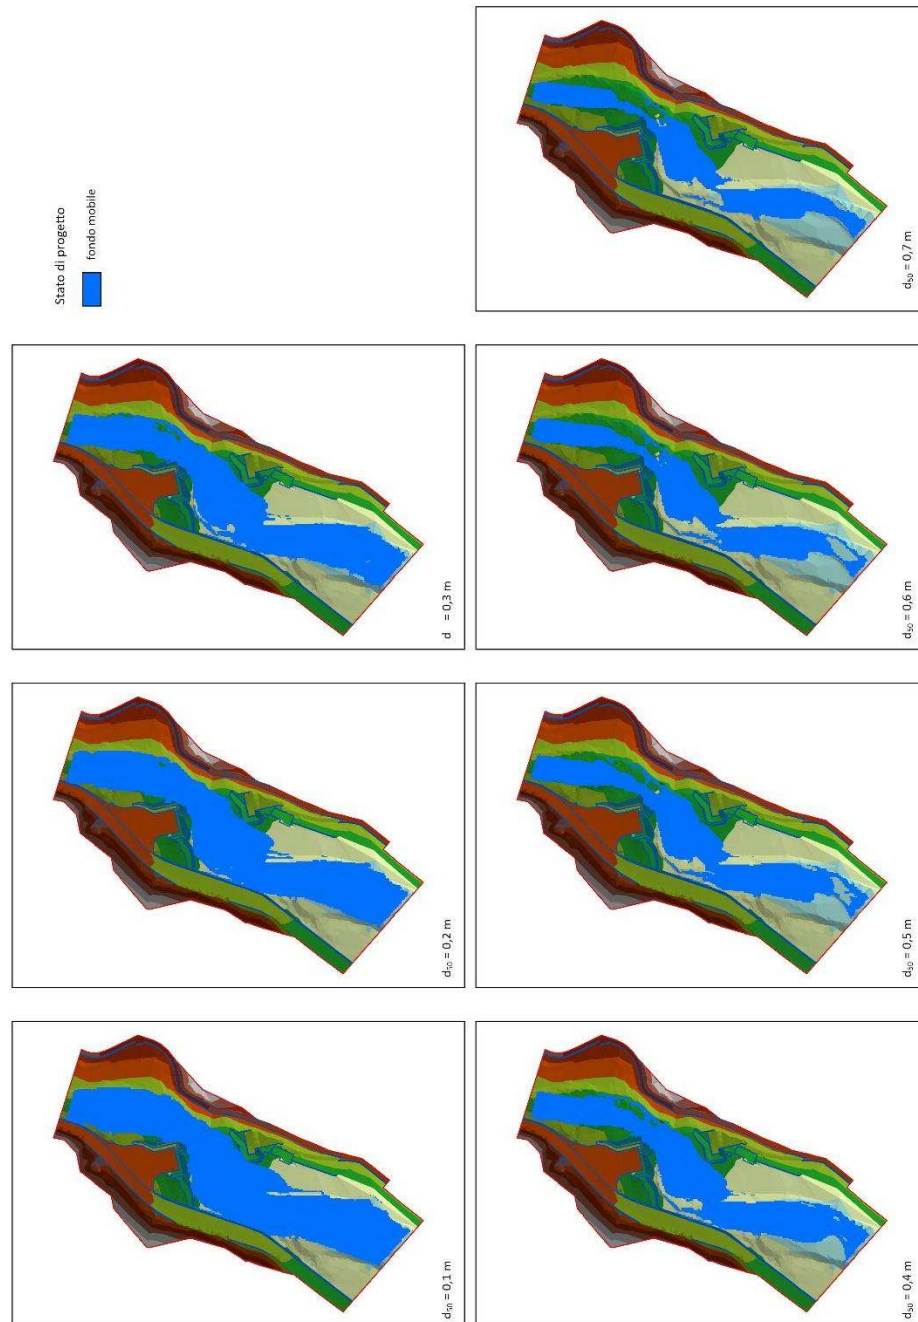 Stato di progetto
fondo mobile
d₅₀ = 0,1 m
d₅₀ = 0,2 m
d = 0,3 m
d₅₀ = 0,4 m
d₅₀ = 0,5 m
d₅₀ = 0,6 m
d₅₀ = 0,7 m